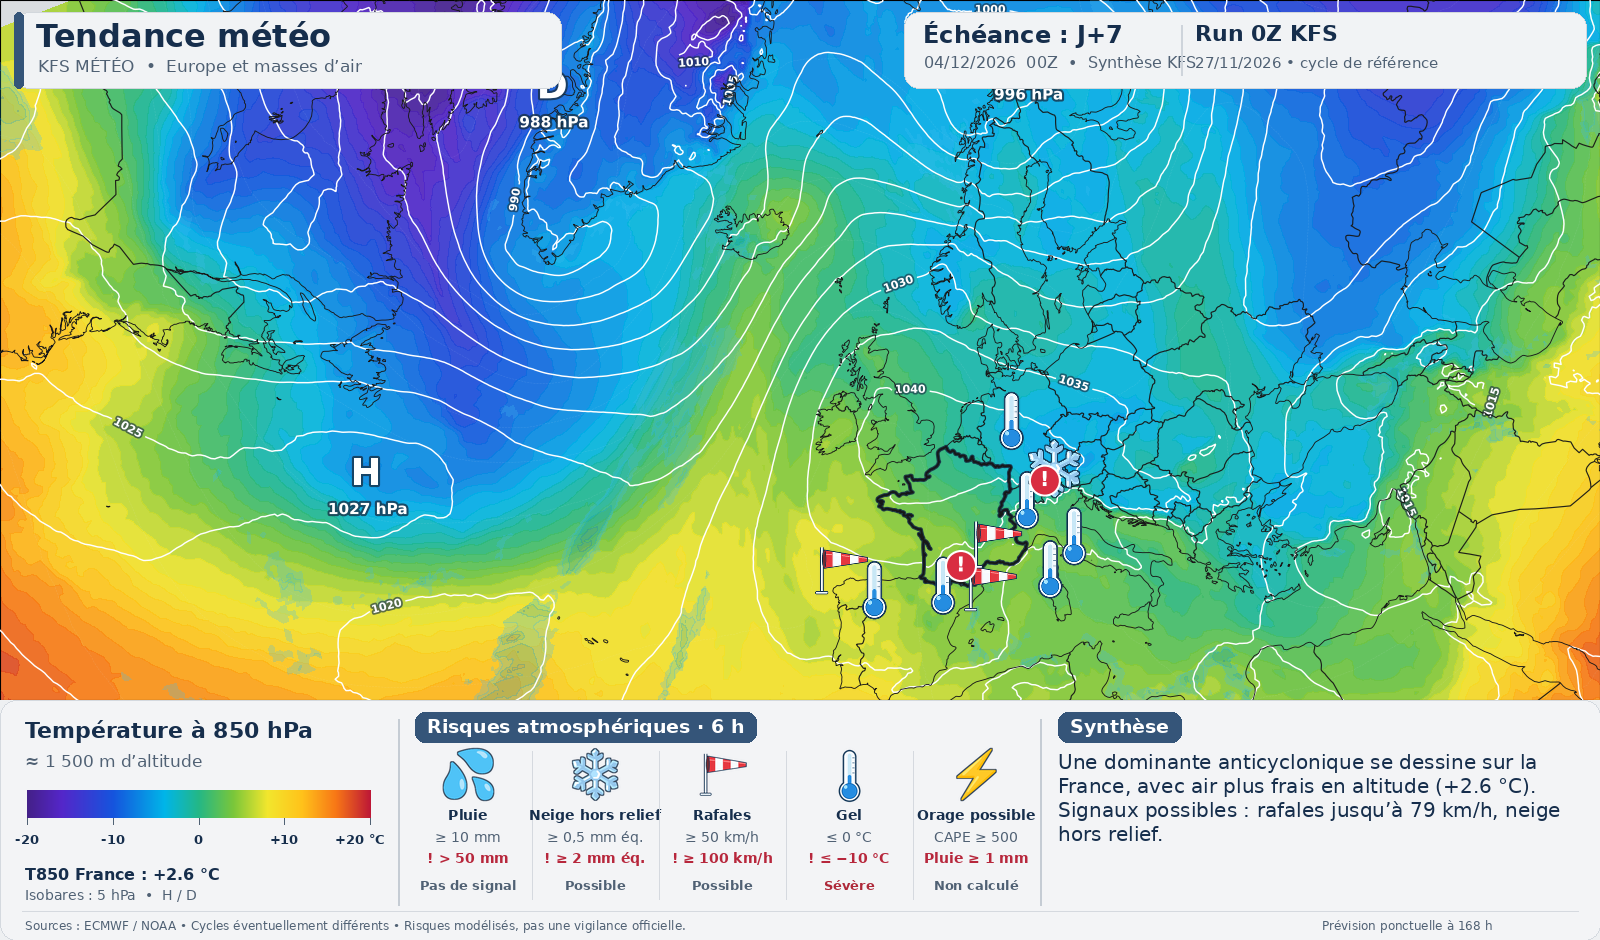 Tendance météo
KFS MÉTÉO • Europe et masses d’air
Échéance : J+7
04/12/2026 00Z • Synthèse KFS
Run 0Z KFS
27/11/2026 • cycle de référence
1000
1010
1005
988 hPa
996 hPa
990
1030
1035
1040
1025
H
1027 hPa
1020
1015
1015
!
!
Température à 850 hPa
≈ 1 500 m d’altitude
-20 -10 0 +10 +20 °C
T850 France : +2.6 °C
Isobares : 5 hPa • H / D
Risques atmosphériques · 6 h
Pluie
≥ 10 mm
! > 50 mm
Pas de signal
Neige hors relief
≥ 0,5 mm éq.
! ≥ 2 mm éq.
Possible
Rafales
≥ 50 km/h
! ≥ 100 km/h
Possible
Gel
≤ 0 °C
! ≤ −10 °C
Sévère
Orage possible
CAPE ≥ 500
Pluie ≥ 1 mm
Non calculé
Synthèse
Une dominante anticyclonique se dessine sur la
France, avec air plus frais en altitude (+2.6 °C).
Signaux possibles : rafales jusqu’à 79 km/h, neige
hors relief.
Sources : ECMWF / NOAA • Cycles éventuellement différents • Risques modélisés, pas une vigilance officielle.
Prévision ponctuelle à 168 h